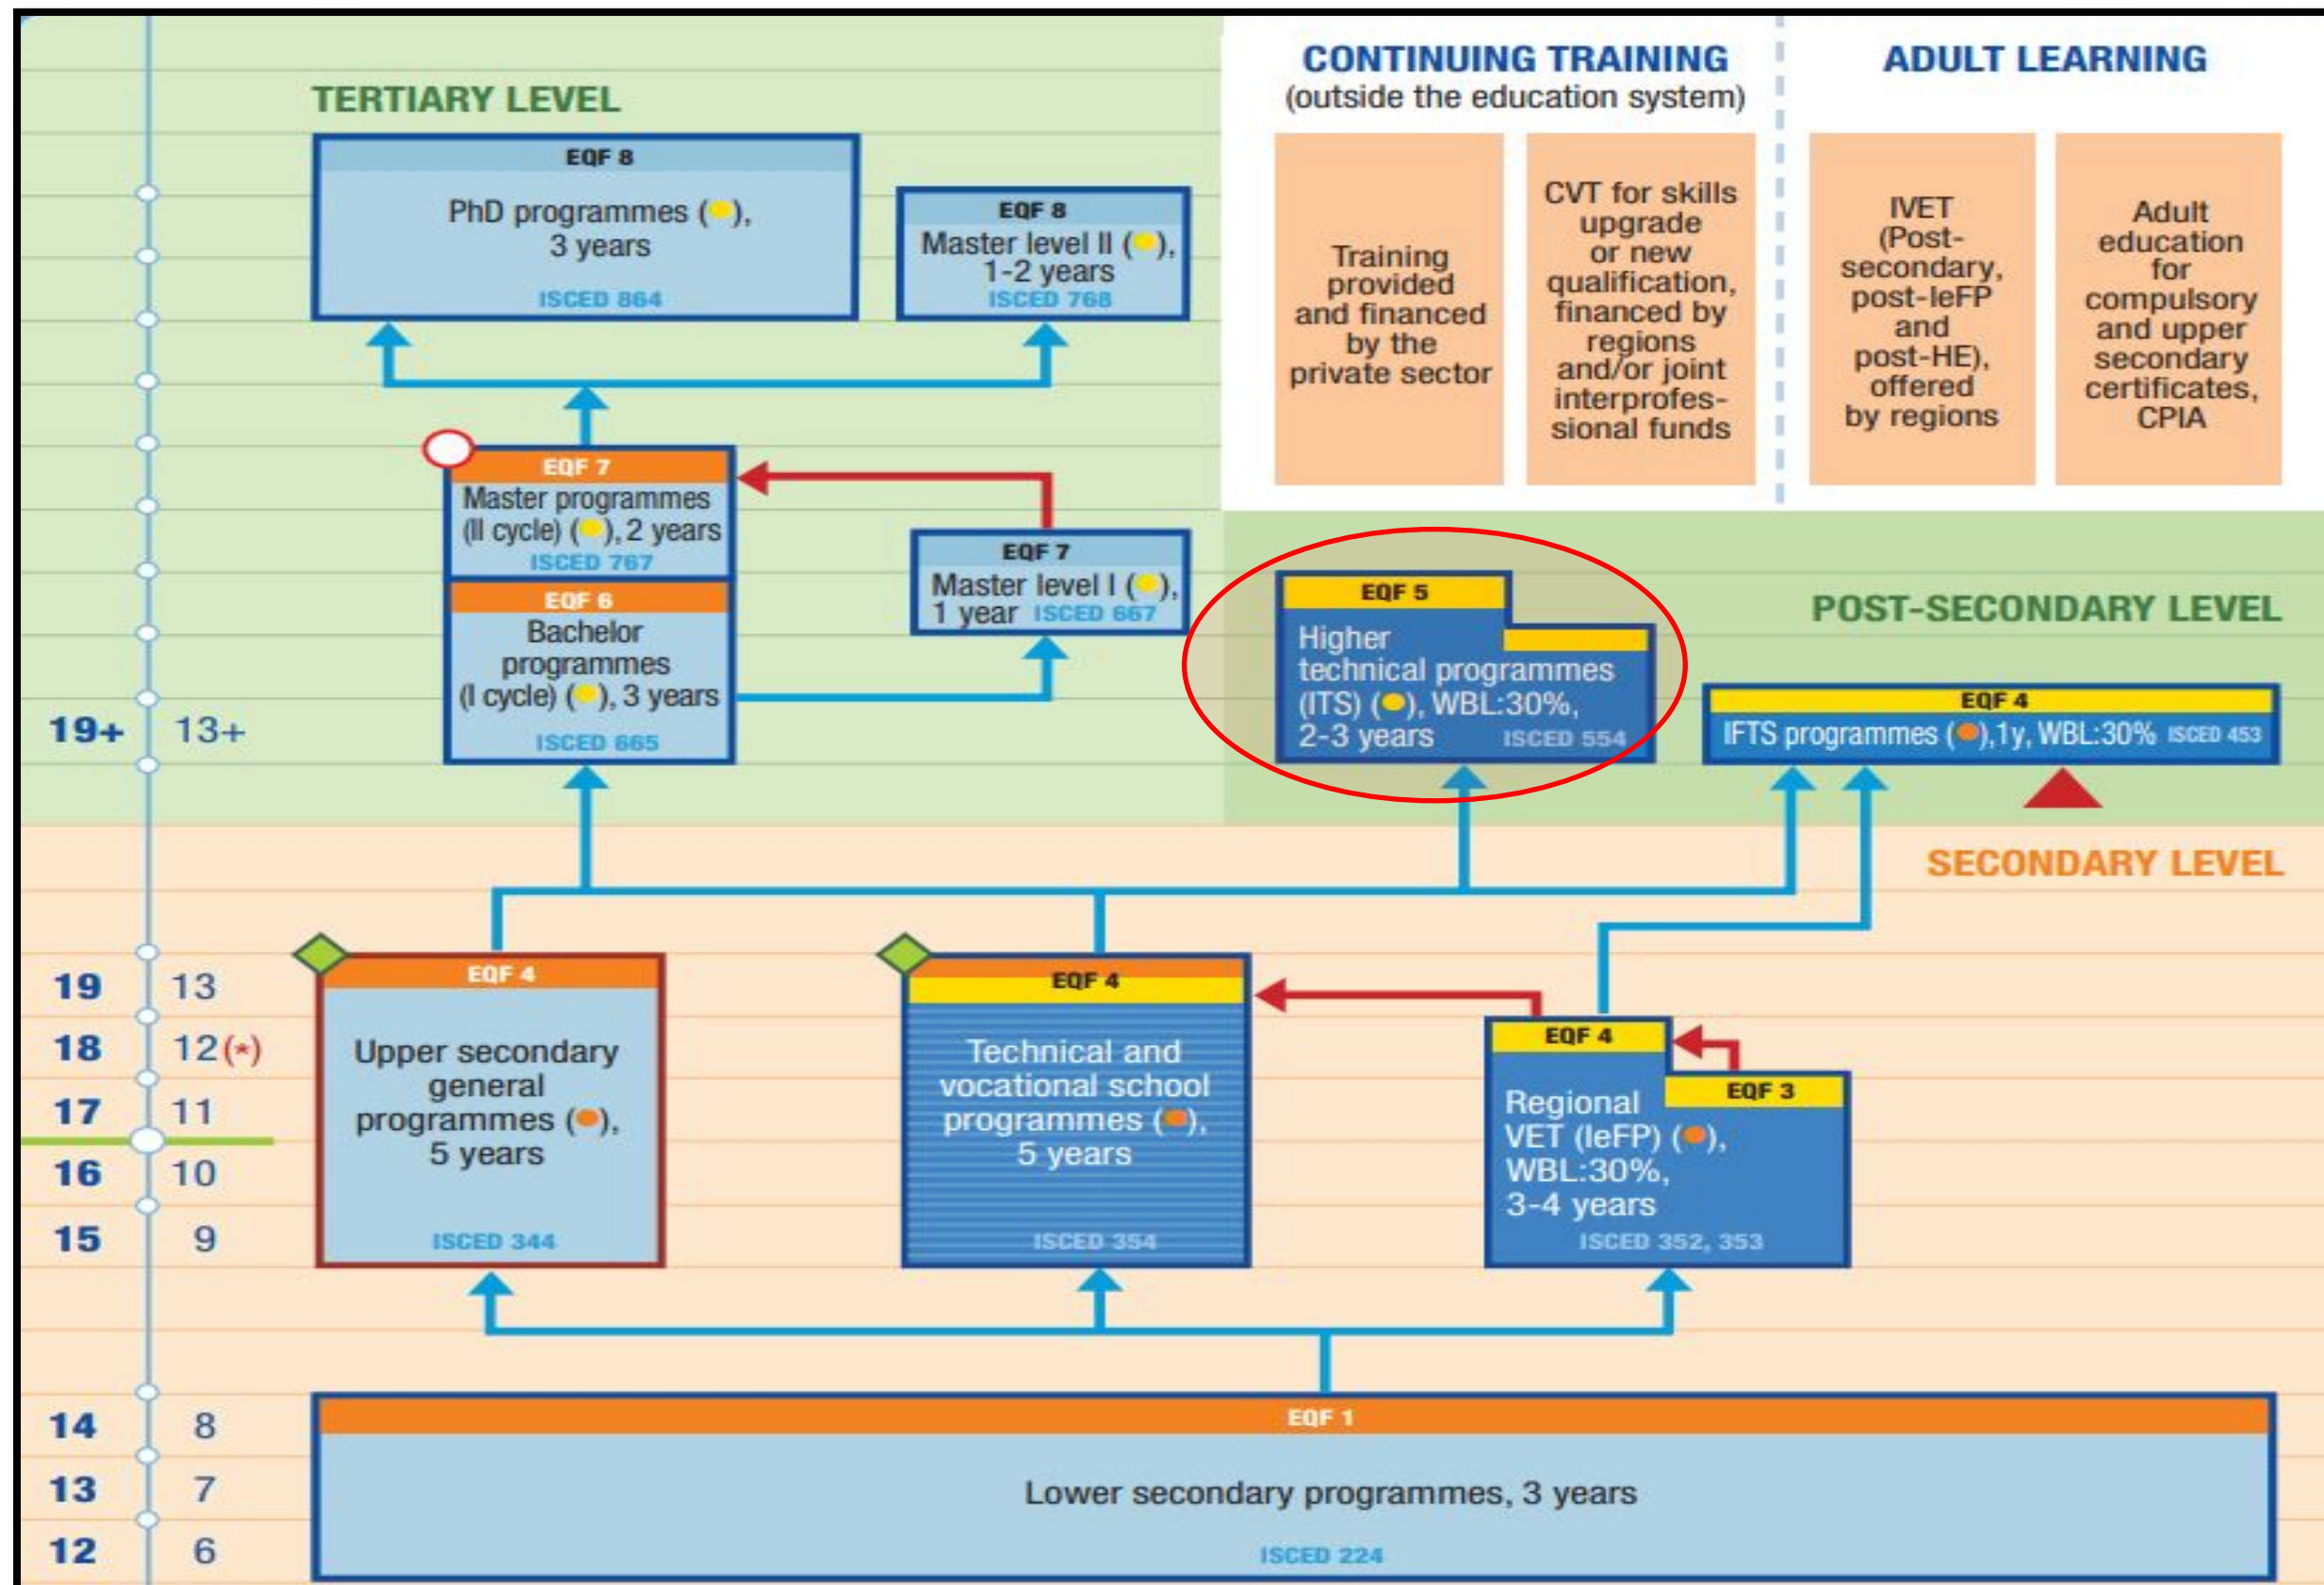 TERTIARY LEVEL
EQF 8
PhD programmes (),
3 years
ISCED 864
EQF 8
Master level II (),
1-2 years
ISCED 768
EQF 7
Master programmes
(II cycle) (), 2 years
ISCED 767
EQF 6
Bachelor
programmes
(I cycle) (), 3 years
ISCED 665
EQF 7
Master level I (),
1 year ISCED 667
CONTINUING TRAINING
(outside the education system)
Training
provided
and financed
by the
private sector
CVT for skills
upgrade
or new
qualification,
financed by
regions
and/or joint
interprofes-
sional funds
ADULT LEARNING
IVET
(Post-
secondary,
post-IeFP
and
post-HE),
offered
by regions
Adult
education
for
compulsory
and upper
secondary
certificates,
CPIA
POST-SECONDARY LEVEL
EQF 5
Higher
technical programmes
(ITS) (), WBL:30%,
2-3 years ISCED 554
EQF 4
IFTS programmes (),1y, WBL:30% ISCED 453
19+ 13+
SECONDARY LEVEL
19 13
18 12(*)
17 11
16 10
15 9
EQF 4
Upper secondary
general
programmes (),
5 years
ISCED 344
EQF 4
Technical and
vocational school
programmes (),
5 years
ISCED 354
EQF 4
EQF 3
Regional
VET (IeFP) (),
WBL:30%,
3-4 years
ISCED 352, 353
14 8
13 7
12 6
EQF 1
Lower secondary programmes, 3 years
ISCED 224